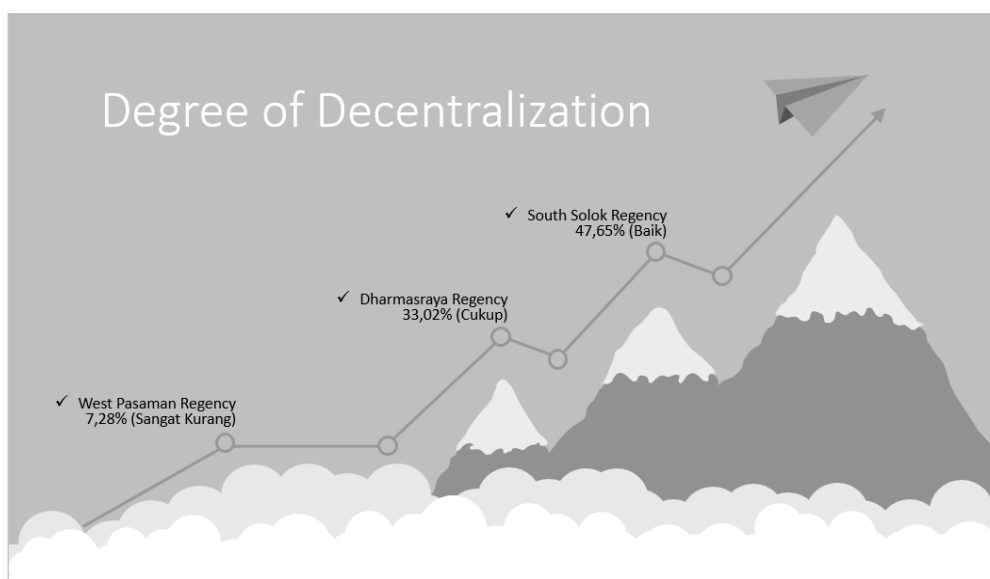 Degree of Decentralization
✓ South Solok Regency
47,65% (Baik)
✓ Dharmasraya Regency
33,02% (Cukup)
✓ West Pasaman Regency
7,28% (Sangat Kurang)